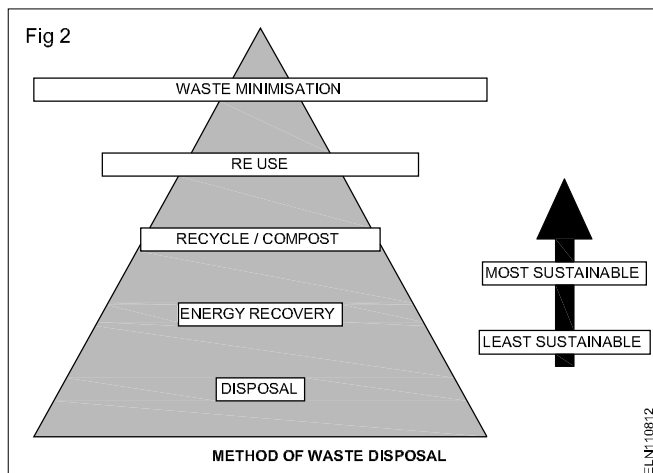 Fig 2
WASTE MINIMISATION
RE USE
RECYCLE / COMPOST
ENERGY RECOVERY
DISPOSAL
MOST SUSTAINABLE
LEAST SUSTAINABLE
METHOD OF WASTE DISPOSAL
ELN110812